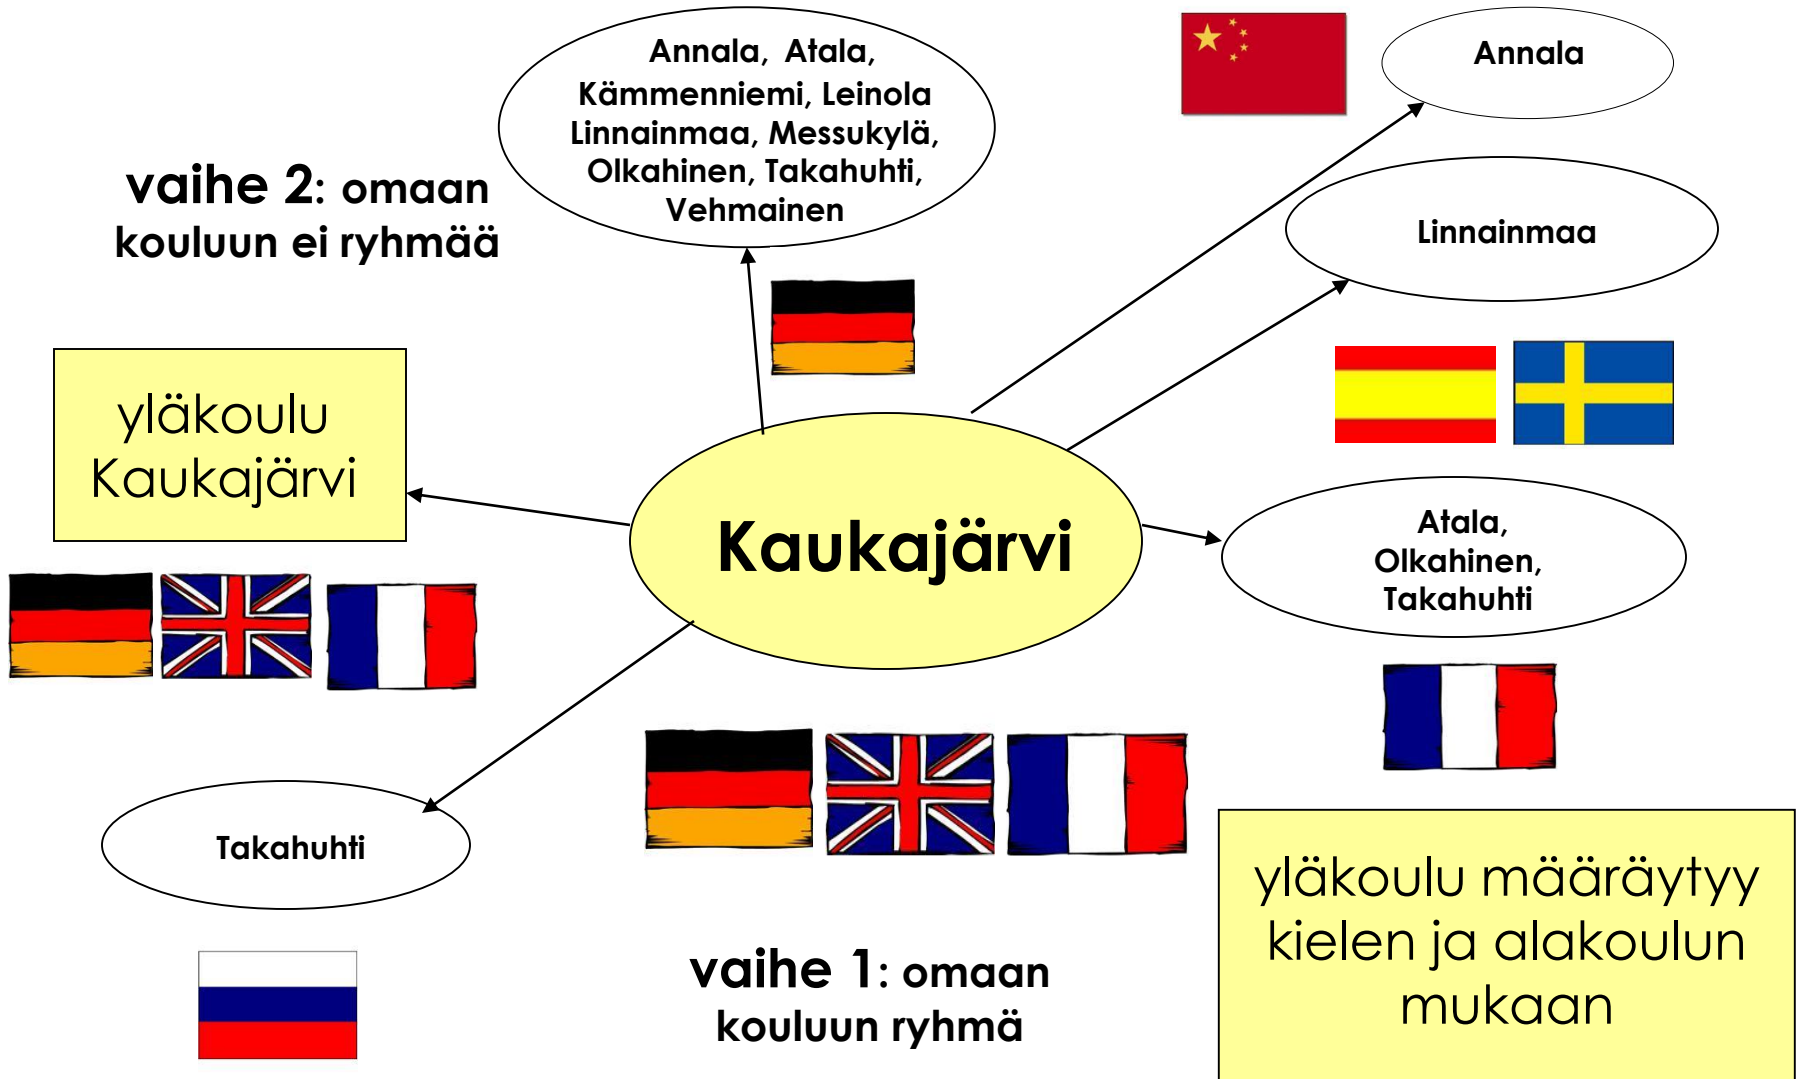 Annala, Atala,
Kämmenniemi, Leinola
Linnainmaa, Messukylä,
Olkahinen, Takahuhti,
Vehmainen
Annala
vaihe 2: omaan
kouluun ei ryhmää
Linnainmaa
yläkoulu
Kaukajärvi
Kaukajärvi
Atala,
Olkahinen,
Takahuhti
Takahuhti
vaihe 1: omaan
kouluun ryhmä
yläkoulu määräytyy
kielen ja alakoulun
mukaan